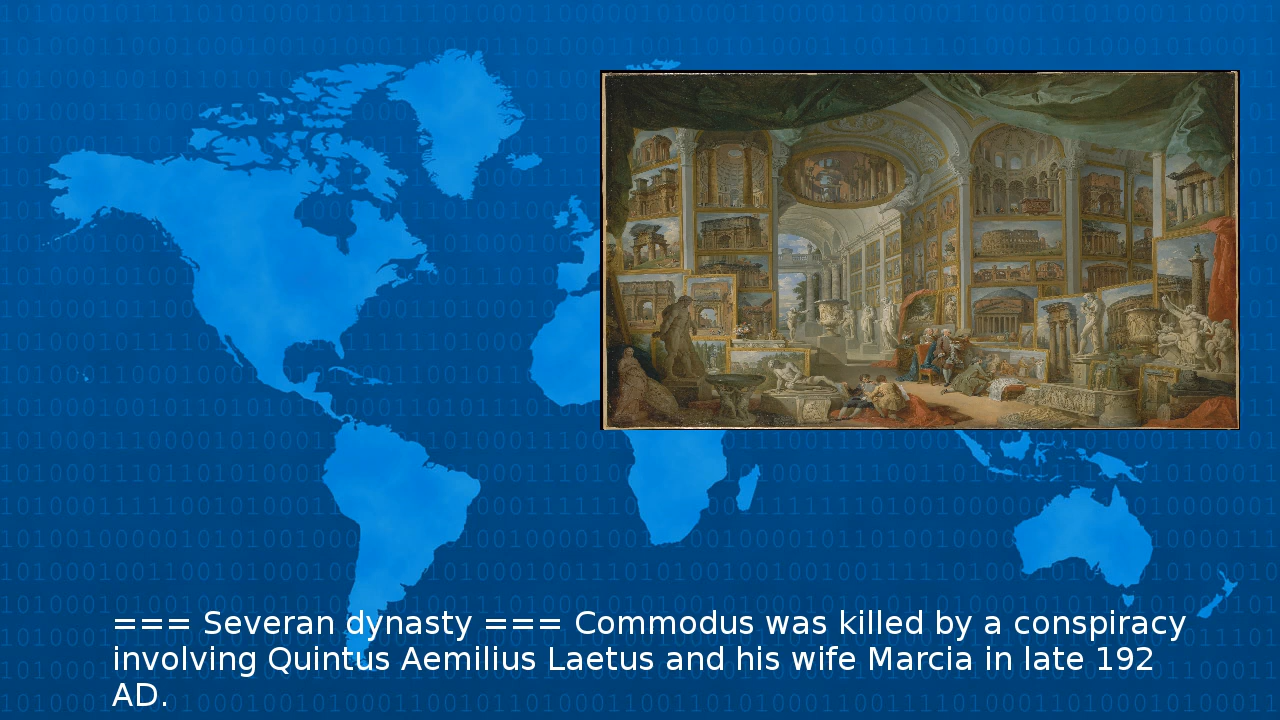 === Severan dynasty === Commodus was killed by a conspiracy
involving Quintus Aemilius Laetus and his wife Marcia in late 192
AD.